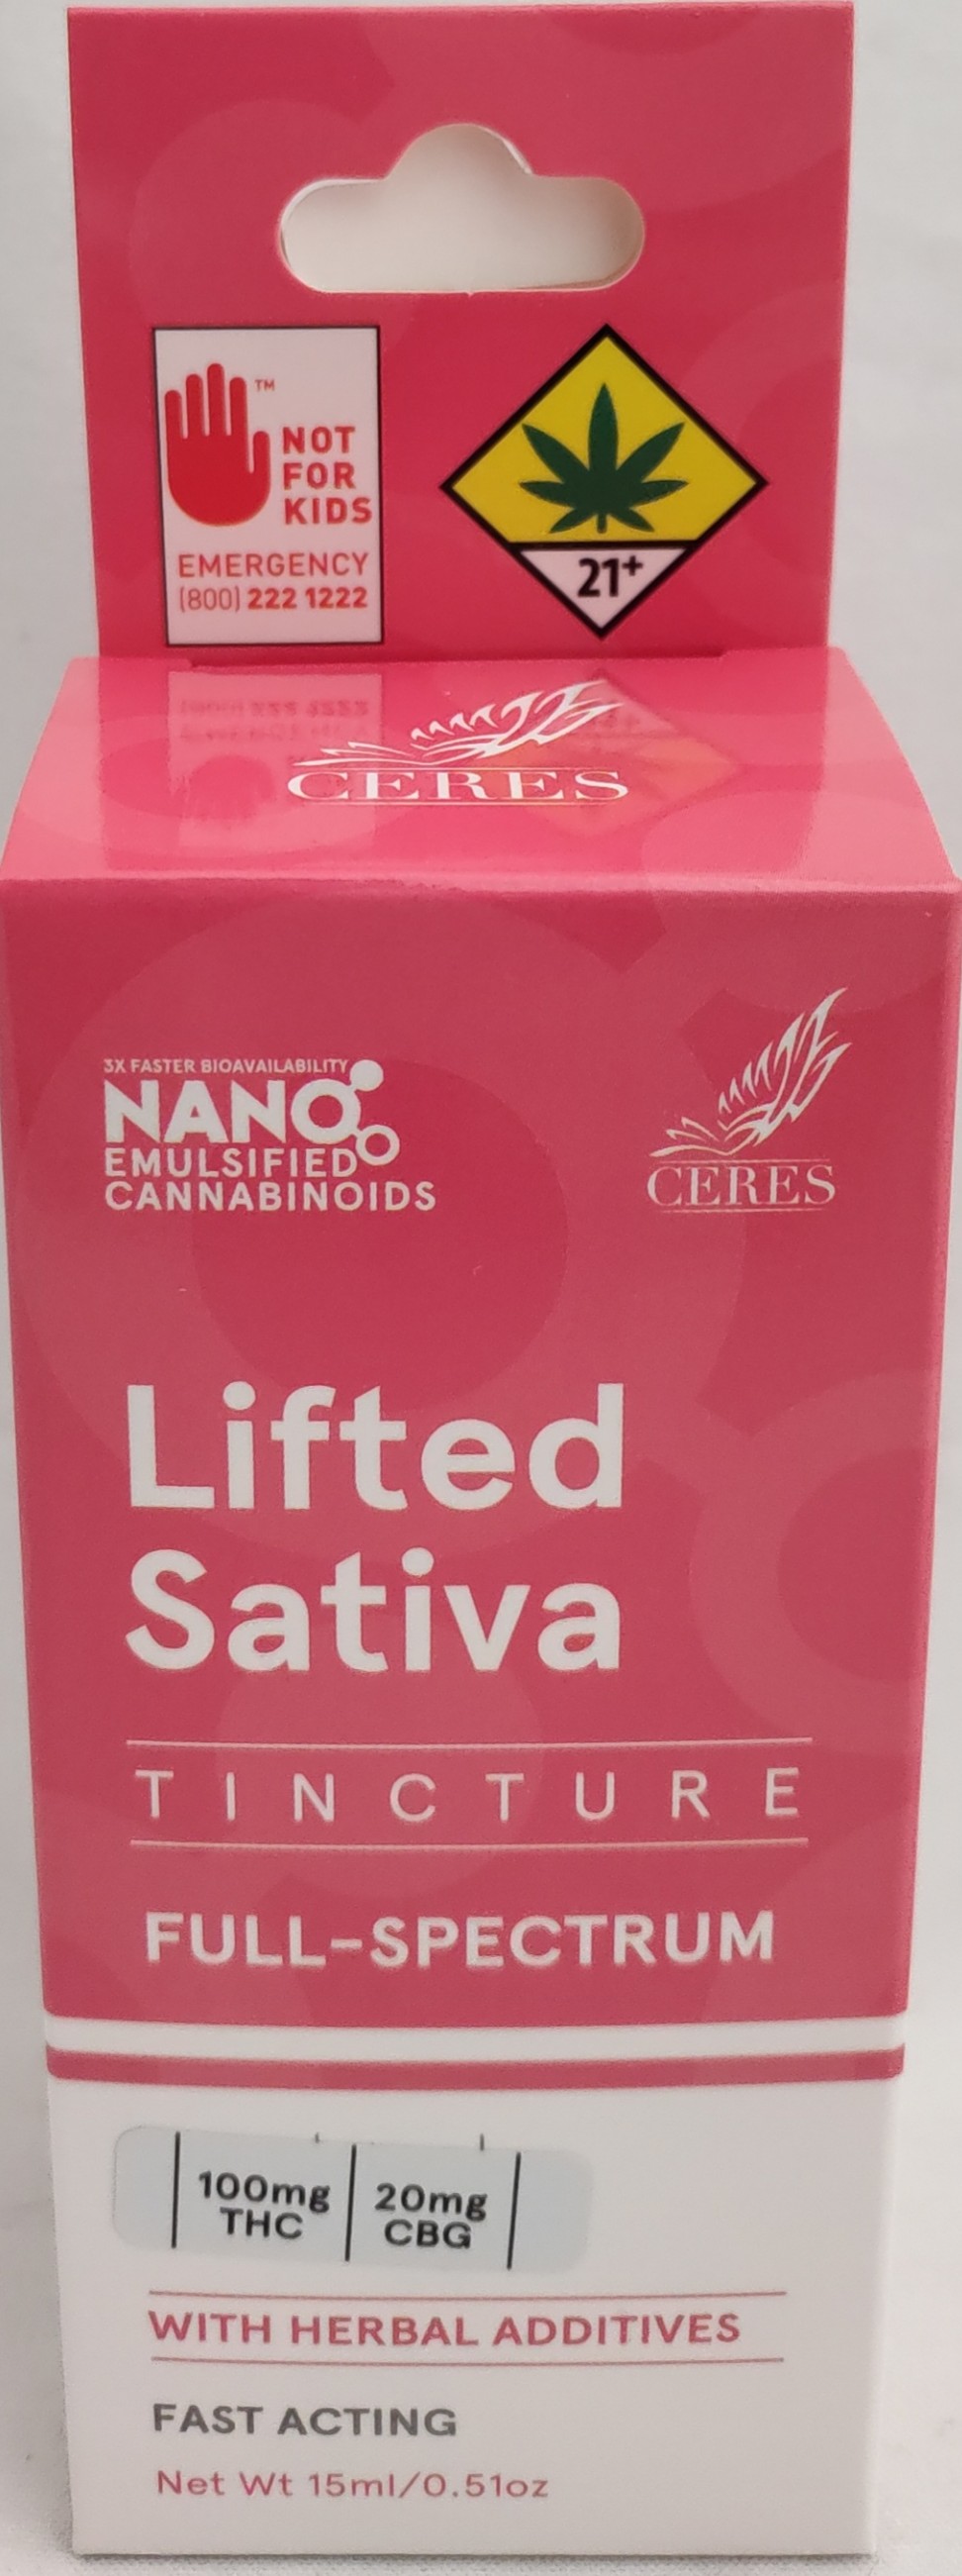 ™
NOT
FOR
KIDS
EMERGENCY
(800) 222 1222
21+
CERES
3X FASTER BIOAVAILABILITY
NANO
EMULSIFIED
CANNABINOIDS
CERES
Lifted
Sativa
TINCTURE
FULL-SPECTRUM
100mg
THC
20mg
CBG
WITH HERBAL ADDITIVES
FAST ACTING
Net Wt 15ml/0.51oz